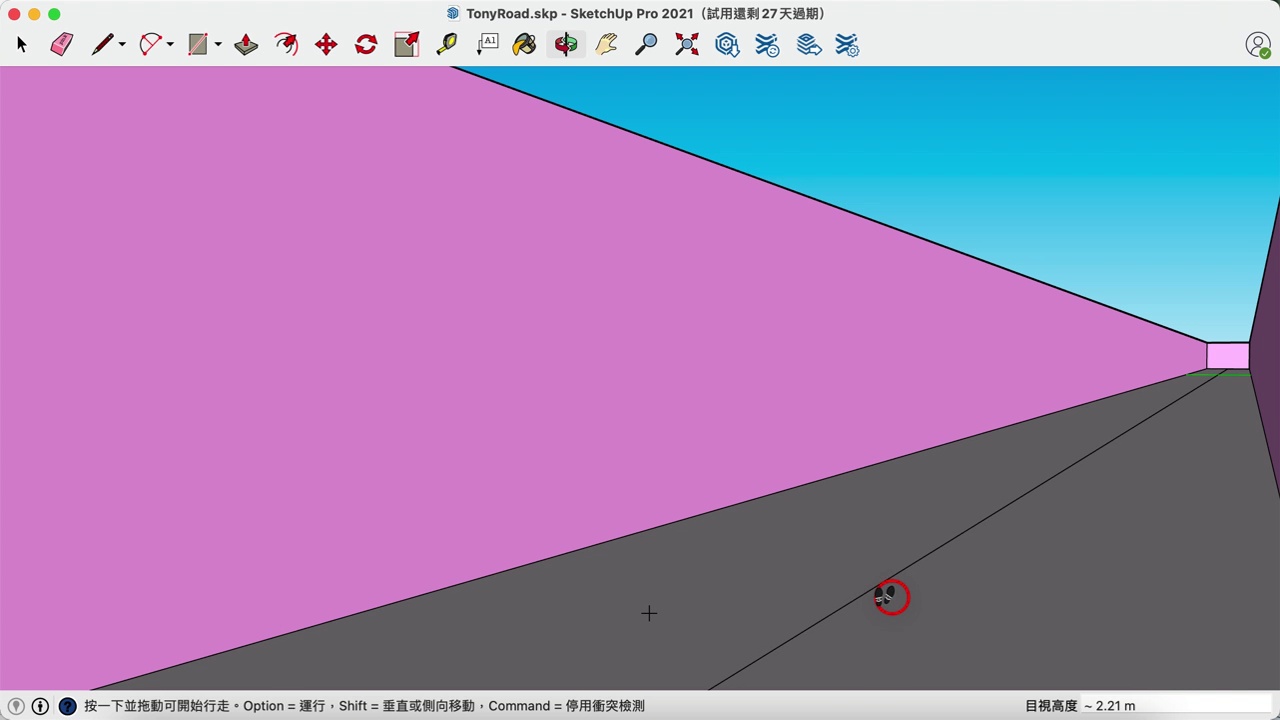 TonyRoad.skp - SketchUp Pro 2021（試用還剩 27 天過期）
A1
按一下並拖動可開始行走。Option = 運行，Shift = 垂直或側向移動，Command = 停用衝突檢測
目視高度 ~ 2.21 m